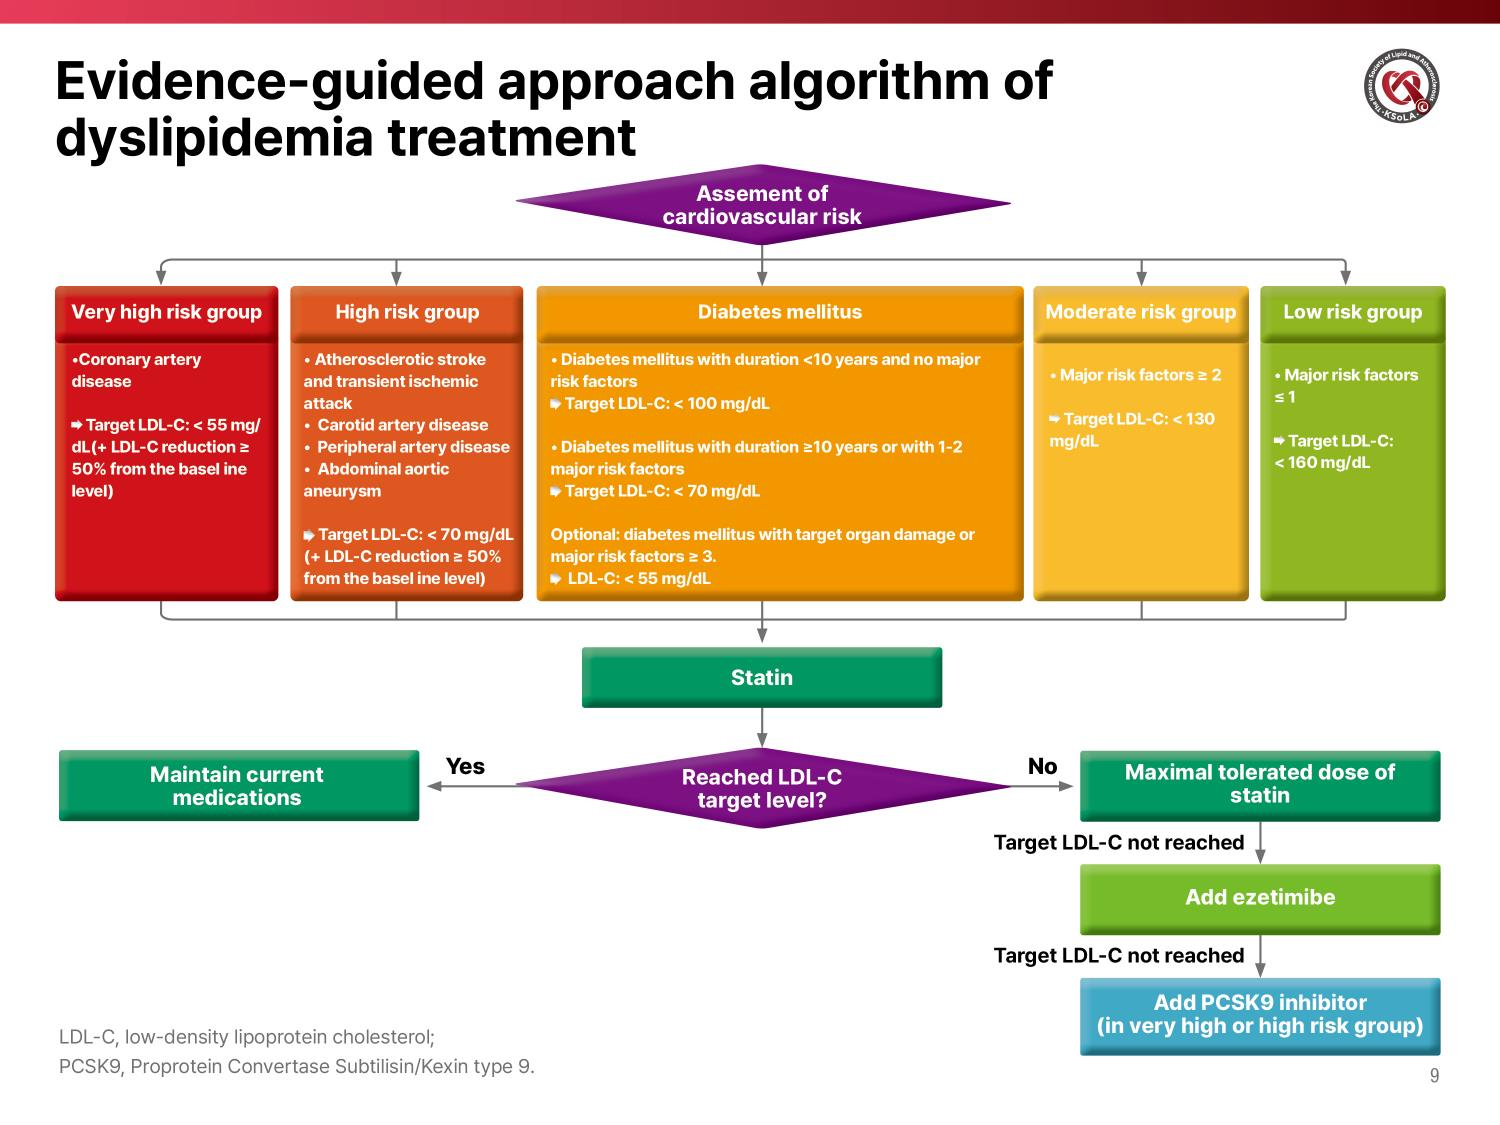 Evidence-guided approach algorithm of
dyslipidemia treatment
The Korean Society of Lipid and Atherosclerosis
KSoLA
Assement of
cardiovascular risk
Very high risk group
•Coronary artery
disease
➡ Target LDL-C: < 55 mg/
dL(+ LDL-C reduction ≥
50% from the basel ine
level)
High risk group
• Atherosclerotic stroke
and transient ischemic
attack
• Carotid artery disease
• Peripheral artery disease
• Abdominal aortic
aneurysm
➡ Target LDL-C: < 70 mg/dL
(+ LDL-C reduction ≥ 50%
from the basel ine level)
Diabetes mellitus
• Diabetes mellitus with duration <10 years and no major
risk factors
➡ Target LDL-C: < 100 mg/dL
• Diabetes mellitus with duration ≥10 years or with 1-2
major risk factors
➡ Target LDL-C: < 70 mg/dL
Optional: diabetes mellitus with target organ damage or
major risk factors ≥ 3.
➡ LDL-C: < 55 mg/dL
Moderate risk group
• Major risk factors ≥ 2
➡ Target LDL-C: < 130
mg/dL
Low risk group
• Major risk factors
≤ 1
➡ Target LDL-C:
< 160 mg/dL
Statin
Reached LDL-C
target level?
Yes
Maintain current
medications
No
Maximal tolerated dose of
statin
Target LDL-C not reached
Add ezetimibe
Target LDL-C not reached
Add PCSK9 inhibitor
(in very high or high risk group)
LDL-C, low-density lipoprotein cholesterol;
PCSK9, Proprotein Convertase Subtilisin/Kexin type 9.
9